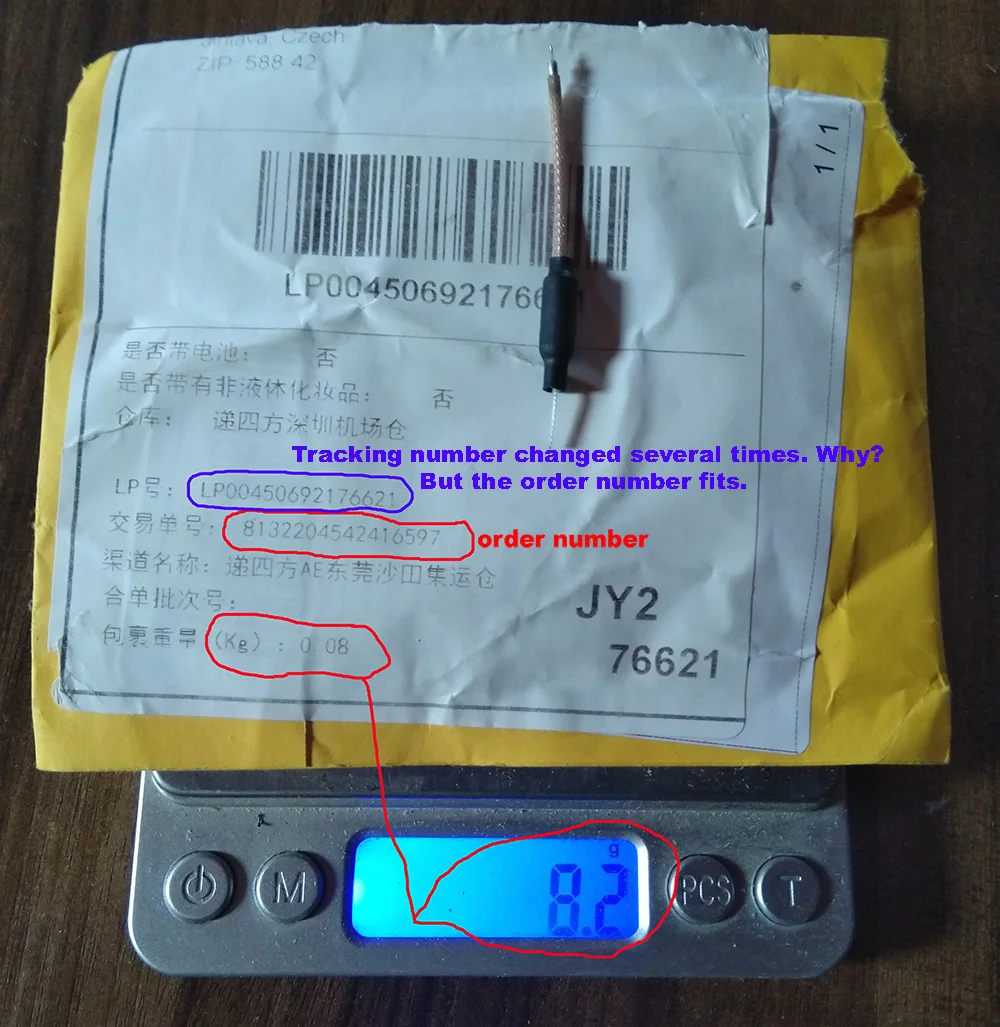 Jihlava, Czech
ZIP: 588 42
1/1
LP00450692176621
是否带电池： 否
是否带有非液体化妆品： 否
仓库： 递四方深圳机场仓
Tracking number changed several times. Why?
But the order number fits.
LP号：LP00450692176621
交易单号：8132204542416597
order number
渠道名称：递四方AE东莞沙田集运仓
合单批次号：
JY2
包裹重量（Kg）：0.08
76621
g
8.2
M
PCS
T